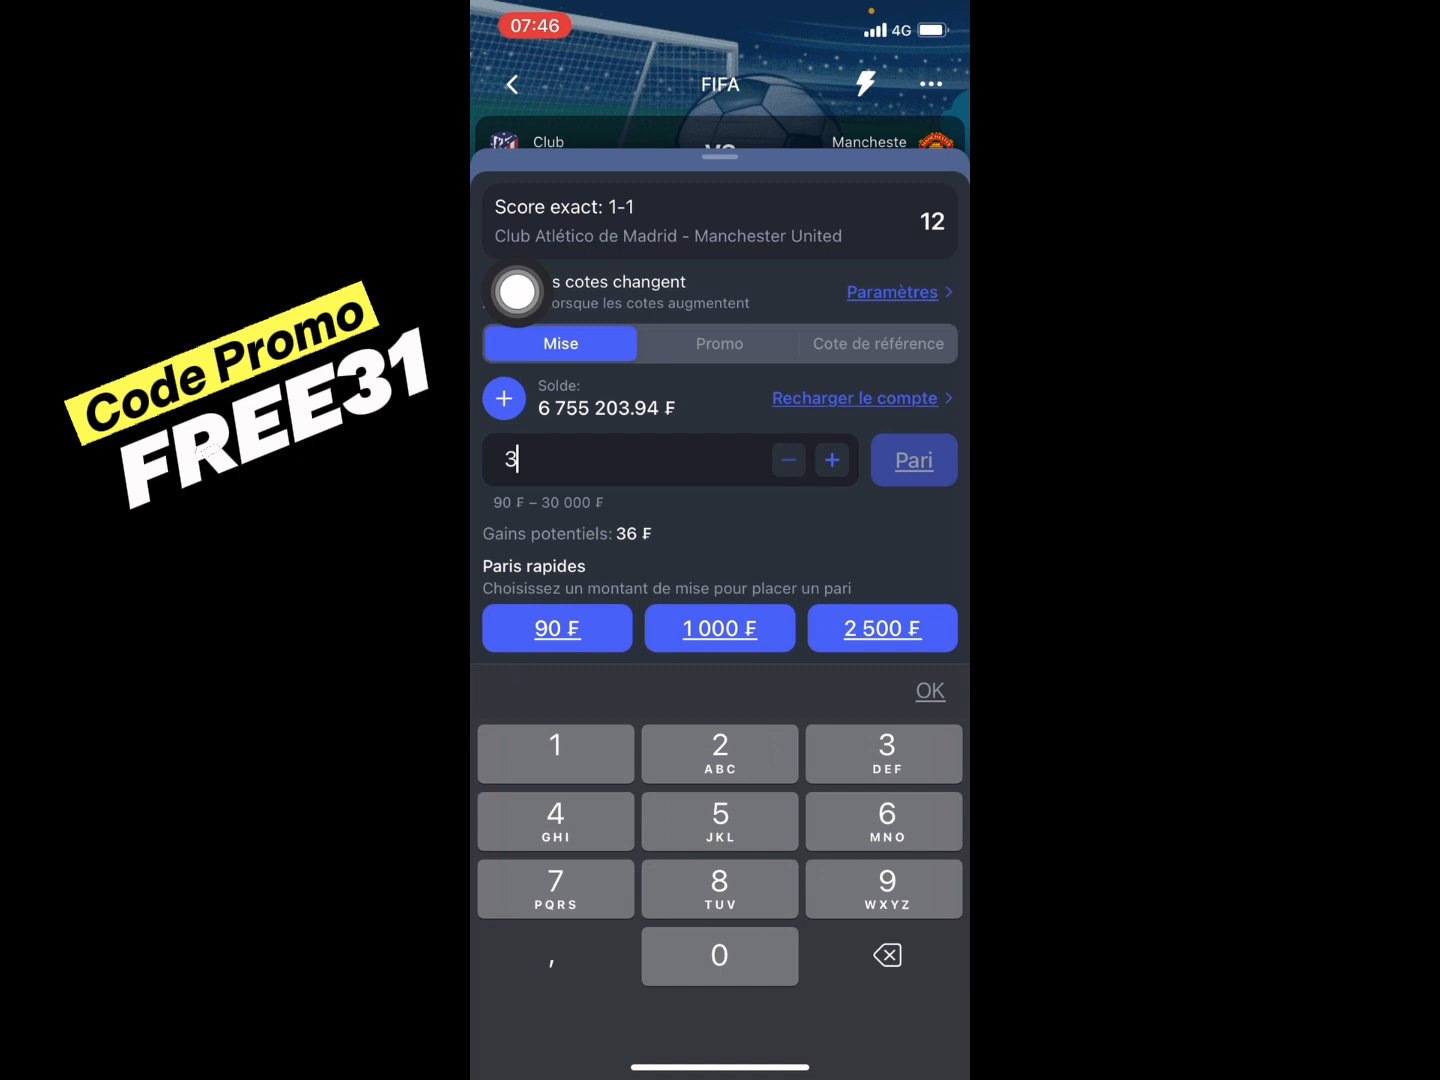 07:46
4G
FIFA
Club
VS
Mancheste
Code Promo
FREE31
Score exact: 1-1
12
Club Atlético de Madrid - Manchester United
s cotes changent
orsque les cotes augmentent
Paramètres >
Mise
Promo
Cote de référence
+
Solde:
6 755 203.94 ₣
Recharger le compte >
3
− +
Pari
90 ₣ – 30 000 ₣
Gains potentiels: 36 ₣
Paris rapides
Choisissez un montant de mise pour placer un pari
90 ₣
1 000 ₣
2 500 ₣
OK
1
2
ABC
3
DEF
4
GHI
5
JKL
6
MNO
7
PQRS
8
TUV
9
WXYZ
,
0